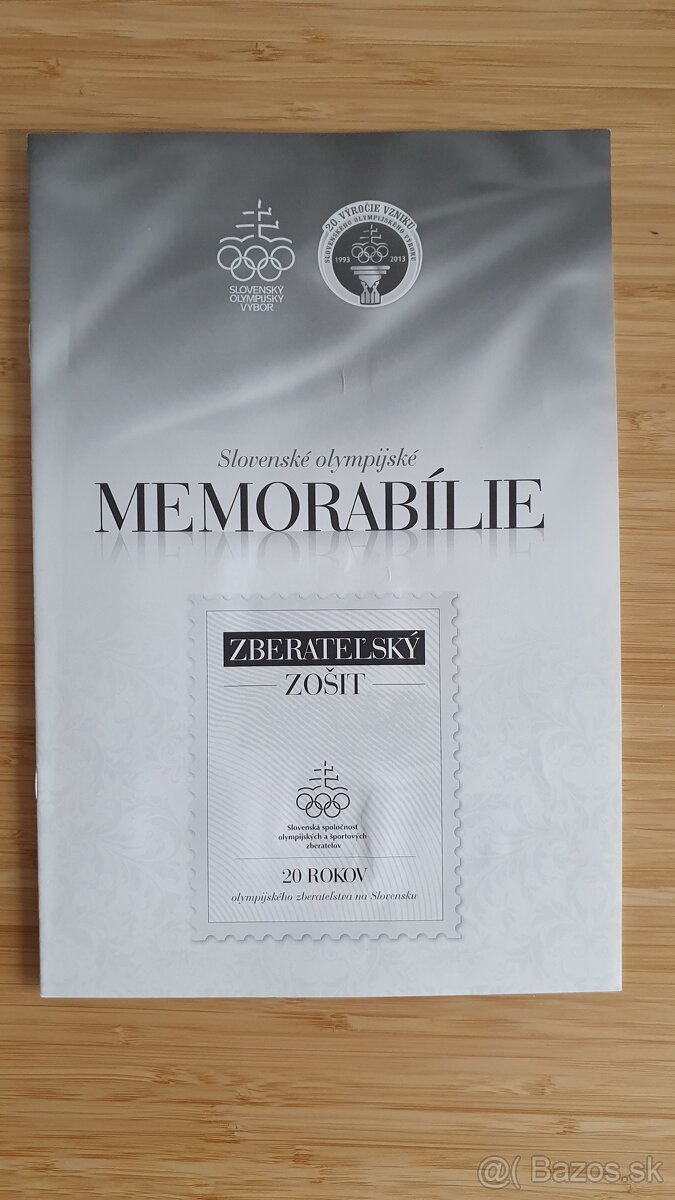 SLOVENSKÝ
OLYMPIJSKÝ
VÝBOR
20. VÝROČIE VZNIKU
SLOVENSKÉHO OLYMPIJSKÉHO VÝBORU
1993 2013
Slovenské olympijské
MEMORABÍLIE
ZBERATEĽSKÝ
ZOŠIT
Slovenská spoločnosť
olympijských a športových
zberateľov
20 ROKOV
olympijského zberateľstva na Slovensku
@( Bazos.sk